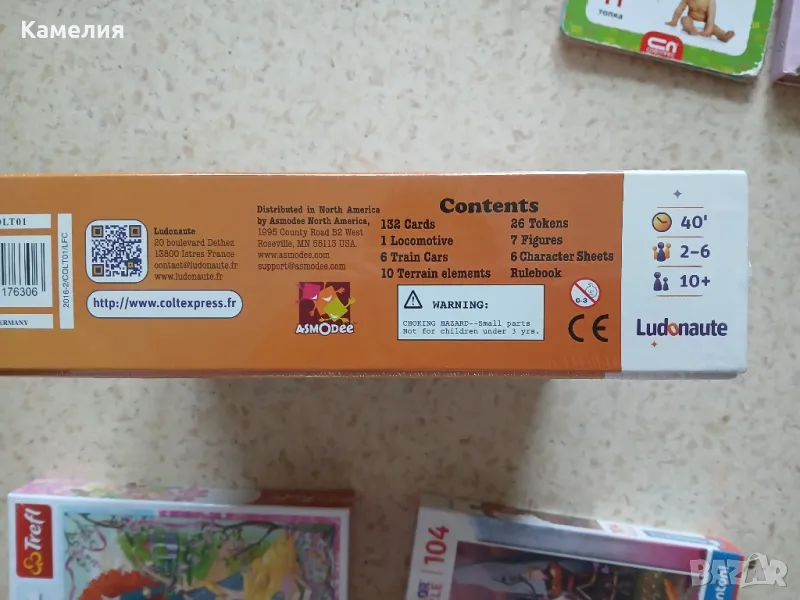 Камелия
топка
COLT01
176306
GERMANY
2016-2/COLT01/LFC
Ludonaute
20 boulevard Dethez
13800 Istres France
contact@ludonaute.fr
www.ludonaute.fr
http://www.coltexpress.fr
Distributed in North America
by Asmodee North America,
1995 County Road B2 West
Roseville, MN 55113 USA.
www.asmodee.com
support@asmodee.com
ASMODee
Contents
132 Cards
1 Locomotive
6 Train Cars
10 Terrain elements
26 Tokens
7 Figures
6 Character Sheets
Rulebook
WARNING:
CHOKING HAZARD--Small parts
Not for children under 3 yrs.
0-3
CE
40'
2-6
10+
Ludonaute
Trefl
104
BAZAR